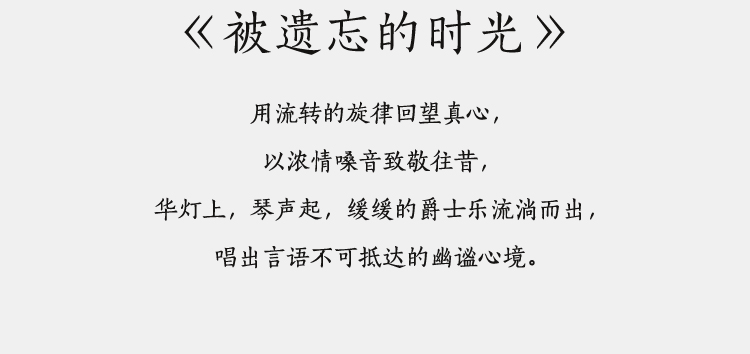 《被遗忘的时光》
用流转的旋律回望真心，
以浓情嗓音致敬往昔，
华灯上，琴声起，缓缓的爵士乐流淌而出，
唱出言语不可抵达的幽谧心境。